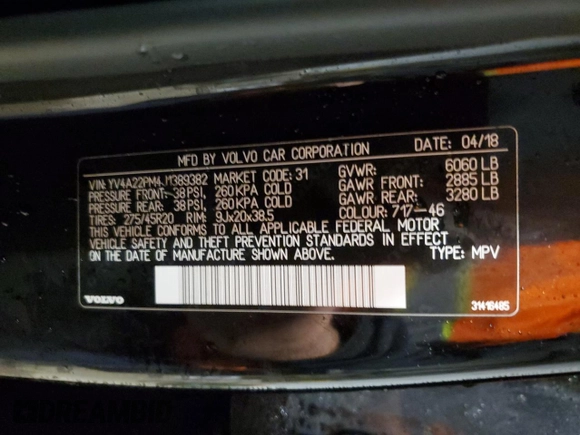 MFD BY VOLVO CAR CORPORATION DATE: 04/18
VIN: YV4A22PM4J1389382 MARKET CODE: 31 GVWR: 6060 LB
PRESSURE FRONT: 38 PSI, 260 KPA COLD GAWR FRONT: 2885 LB
PRESSURE REAR: 38 PSI, 260 KPA COLD GAWR REAR: 3280 LB
TIRES: 275/45R20 RIM: 9Jx20x38.5 COLOUR: 717-46
THIS VEHICLE CONFORMS TO ALL APPLICABLE FEDERAL MOTOR
VEHICLE SAFETY AND THEFT PREVENTION STANDARDS IN EFFECT
ON THE DATE OF MANUFACTURE SHOWN ABOVE. TYPE: MPV
VOLVO 31416485
DREAMBID